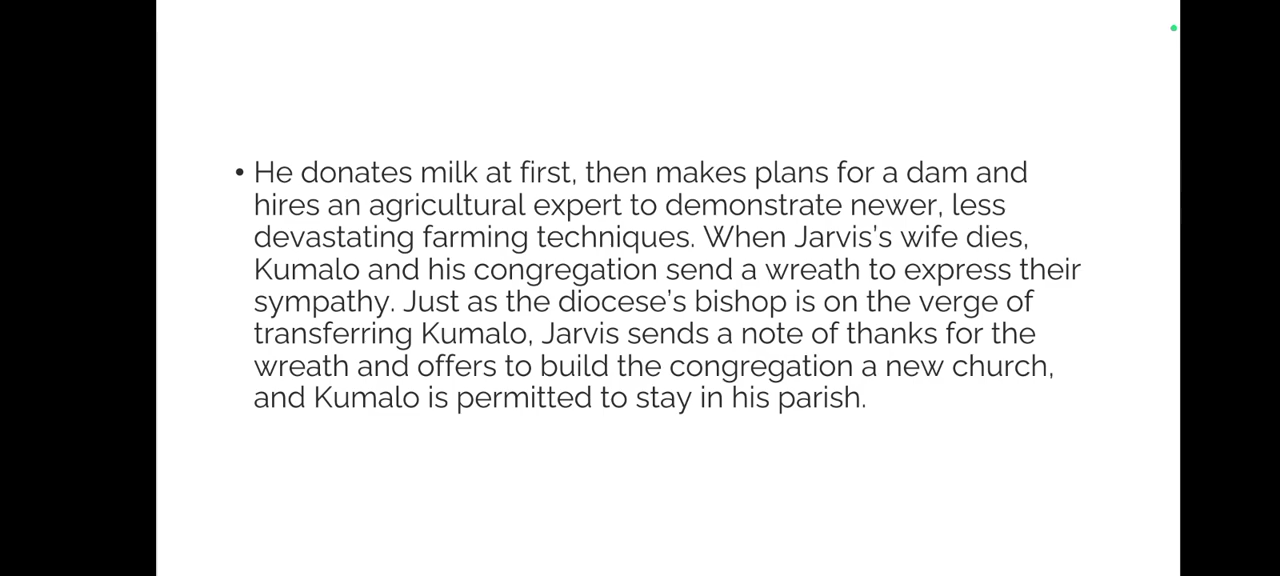 • He donates milk at first, then makes plans for a dam and
hires an agricultural expert to demonstrate newer, less
devastating farming techniques. When Jarvis’s wife dies,
Kumalo and his congregation send a wreath to express their
sympathy. Just as the diocese’s bishop is on the verge of
transferring Kumalo, Jarvis sends a note of thanks for the
wreath and offers to build the congregation a new church,
and Kumalo is permitted to stay in his parish.